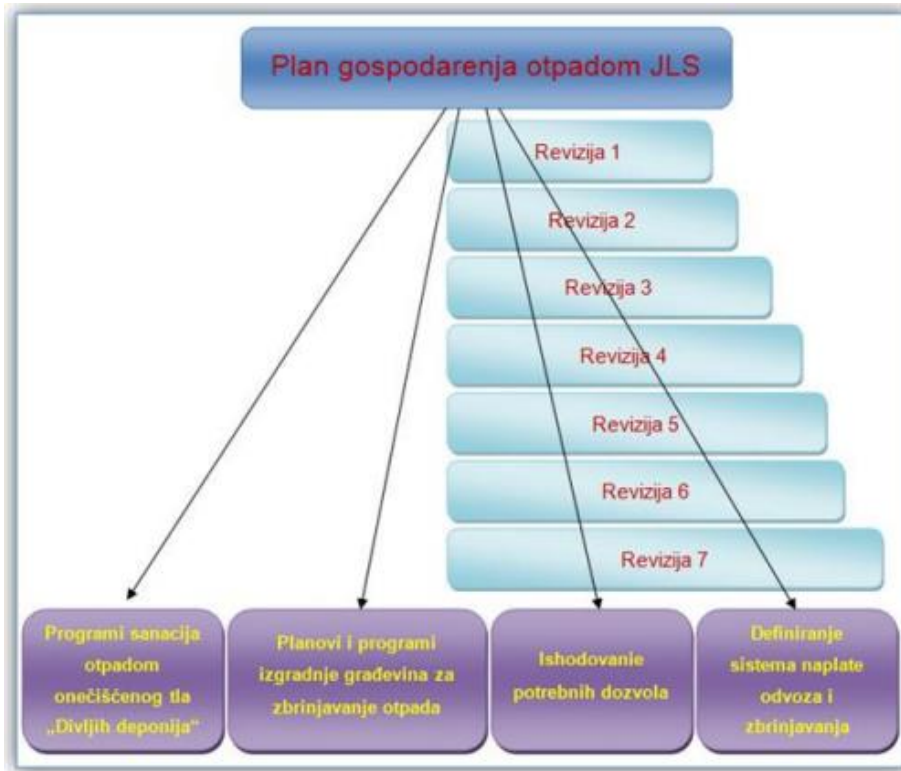 Plan gospodarenja otpadom JLS
Revizija 1
Revizija 2
Revizija 3
Revizija 4
Revizija 5
Revizija 6
Revizija 7
Programi sanacija
otpadom
onečišćenog tla
„Divljih deponija“
Planovi i programi
izgradnje građevina za
zbrinjavanje otpada
Ishodovanje
potrebnih dozvola
Definiranje
sistema naplate
odvoza i
zbrinjavanja